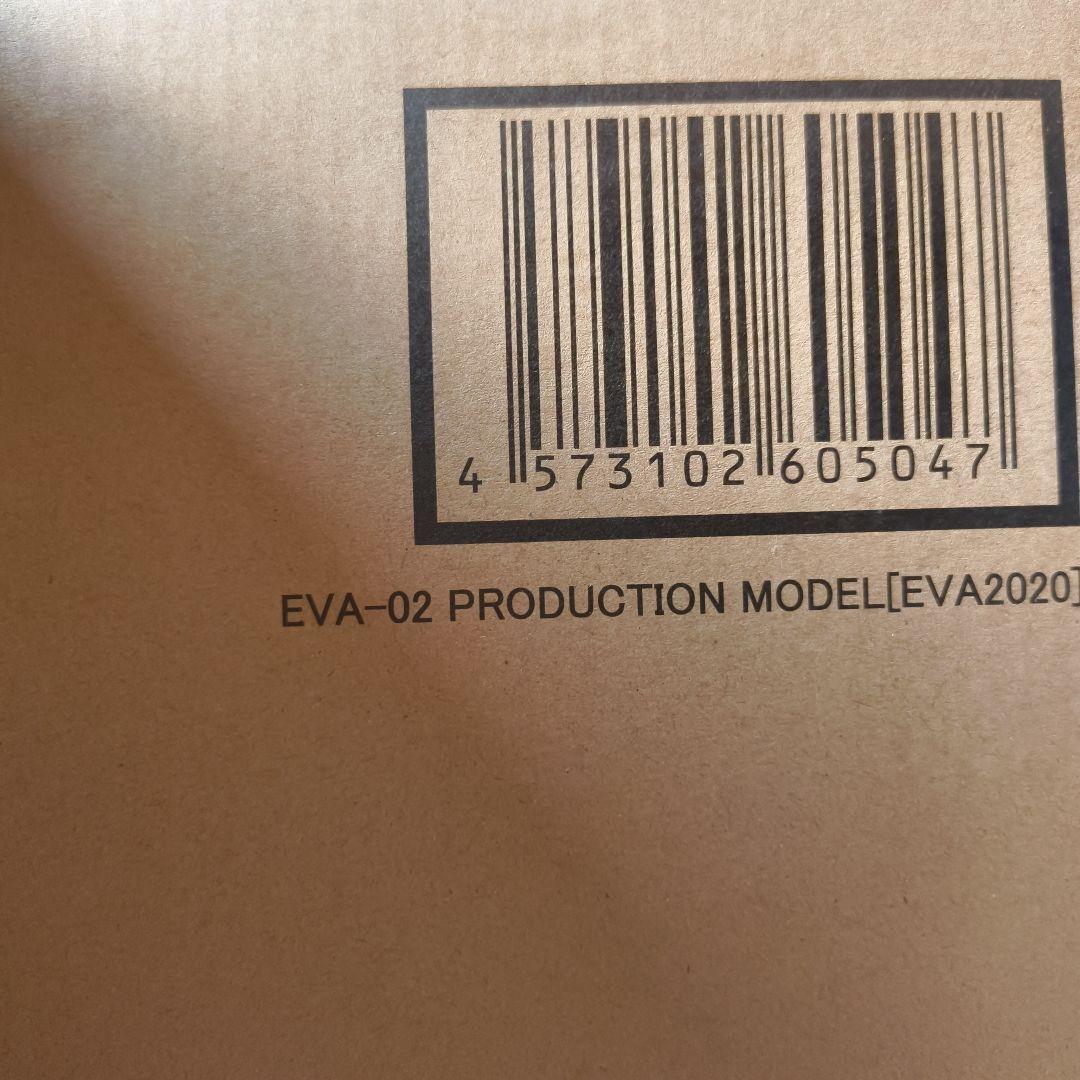 4 573102 605047
EVA-02 PRODUCTION MODEL[EVA2020]